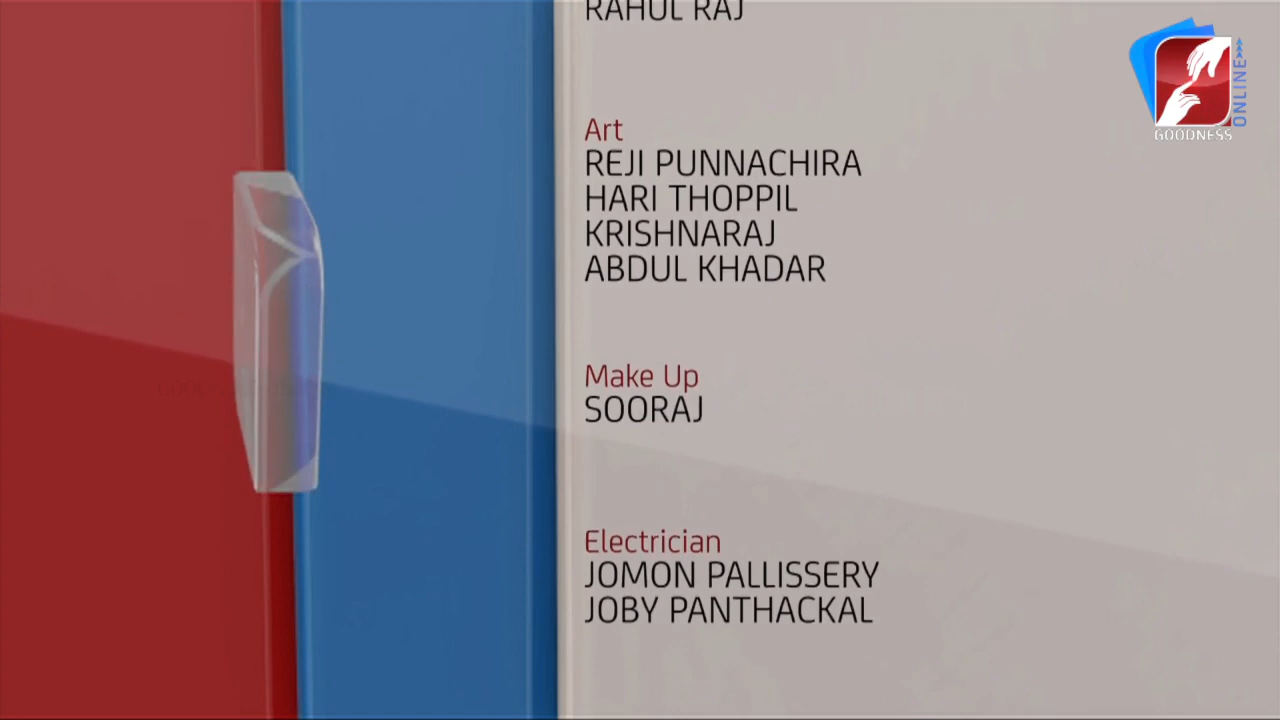 RAHUL RAJ
Art
REJI PUNNACHIRA
HARI THOPPIL
KRISHNARAJ
ABDUL KHADAR
Make Up
SOORAJ
Electrician
JOMON PALLISSERY
JOBY PANTHACKAL
GOODNESS
ONLINE